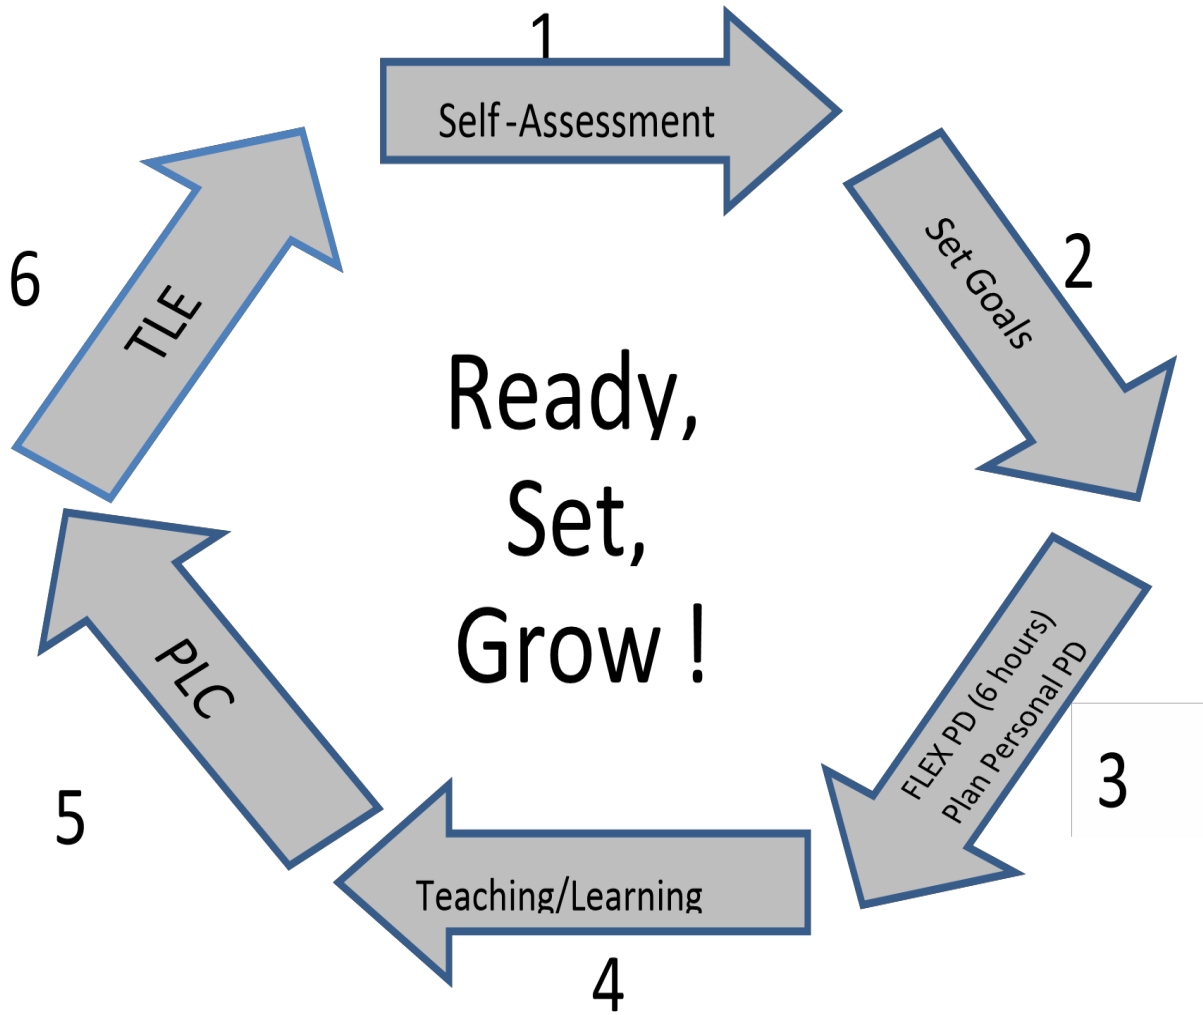 1
Self-Assessment
2
Set Goals
3
FLEX PD (6 hours)
Plan Personal PD
4
Teaching/Learning
5
PLC
6
TLE
Ready,
Set,
Grow !